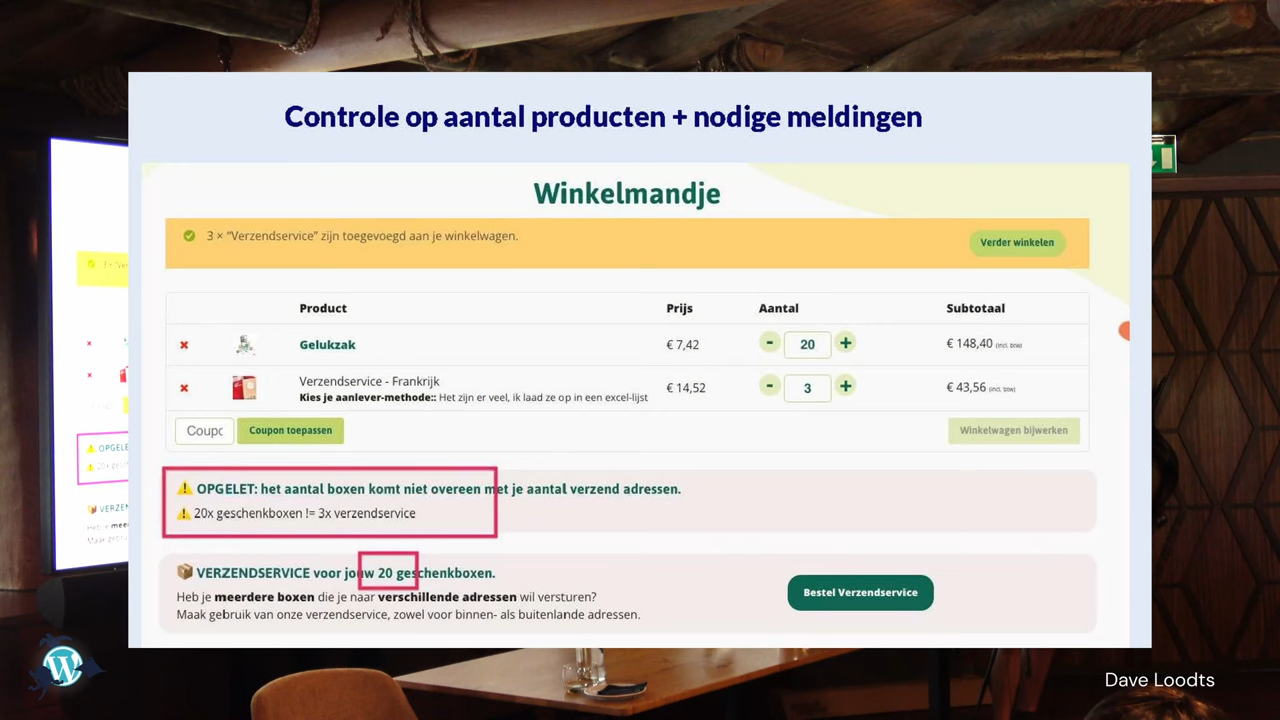 Controle op aantal producten + nodige meldingen
Winkelmandje
3 × “Verzendservice” zijn toegevoegd aan je winkelwagen.
Verder winkelen
Product Prijs Aantal Subtotaal
Gelukzak € 7,42 - 20 + € 148,40 (incl. btw)
Verzendservice - Frankrijk € 14,52 - 3 + € 43,56 (incl. btw)
Kies je aanlever-methode:: Het zijn er veel, ik laad ze op in een excel-lijst
Coupc Coupon toepassen Winkelwagen bijwerken
OPGELET: het aantal boxen komt niet overeen met je aantal verzend adressen.
20x geschenkboxen != 3x verzendservice
VERZENDSERVICE voor jouw 20 geschenkboxen.
Heb je meerdere boxen die je naar verschillende adressen wil versturen?
Maak gebruik van onze verzendservice, zowel voor binnen- als buitenlande adressen.
Bestel Verzendservice
Dave Loodts